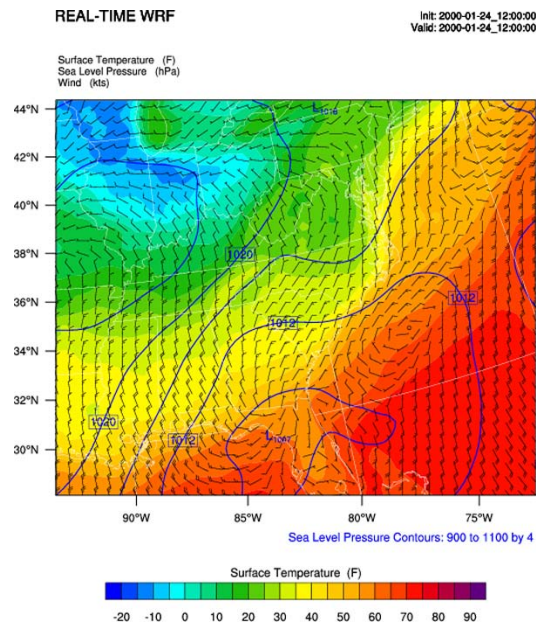 REAL-TIME WRF
Init: 2000-01-24_12:00:00
Valid: 2000-01-24_12:00:00
Surface Temperature (F)
Sea Level Pressure (hPa)
Wind (kts)
44°N
42°N
40°N
38°N
36°N
34°N
32°N
30°N
L1016
1020
1012
1012
1020
1012
L1007
90°W 85°W 80°W 75°W
Sea Level Pressure Contours: 900 to 1100 by 4
Surface Temperature (F)
-20 -10 0 10 20 30 40 50 60 70 80 90